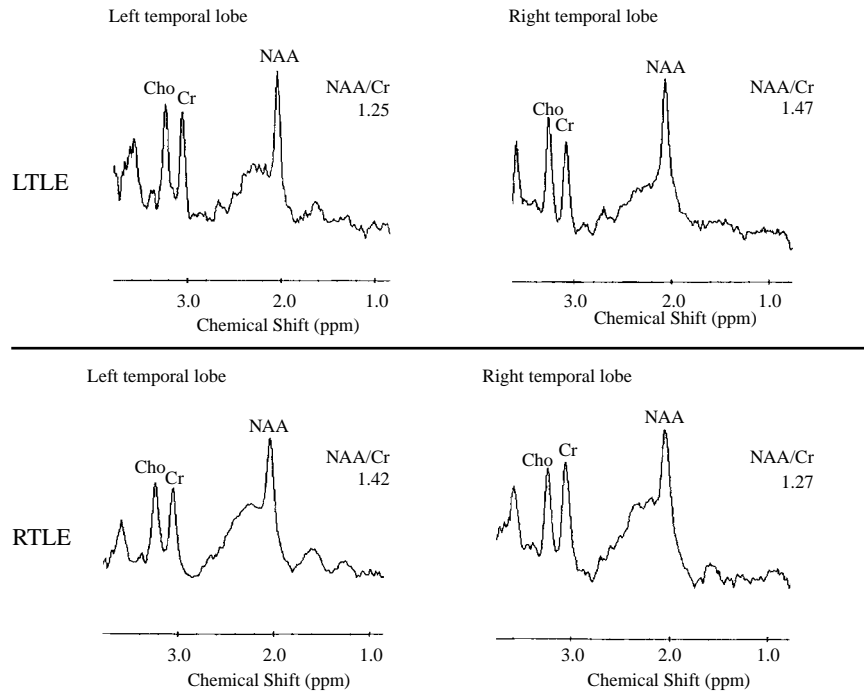 Left temporal lobe
Right temporal lobe
NAA
NAA
NAA/Cr
1.25
NAA/Cr
1.47
Cho
Cr
Cho
Cr
LTLE
3.0
2.0
1.0
3.0
2.0
1.0
Chemical Shift (ppm)
Chemical Shift (ppm)
Left temporal lobe
Right temporal lobe
NAA
NAA
NAA/Cr
1.42
NAA/Cr
1.27
Cho
Cr
Cho
Cr
RTLE
3.0
2.0
1.0
3.0
2.0
1.0
Chemical Shift (ppm)
Chemical Shift (ppm)